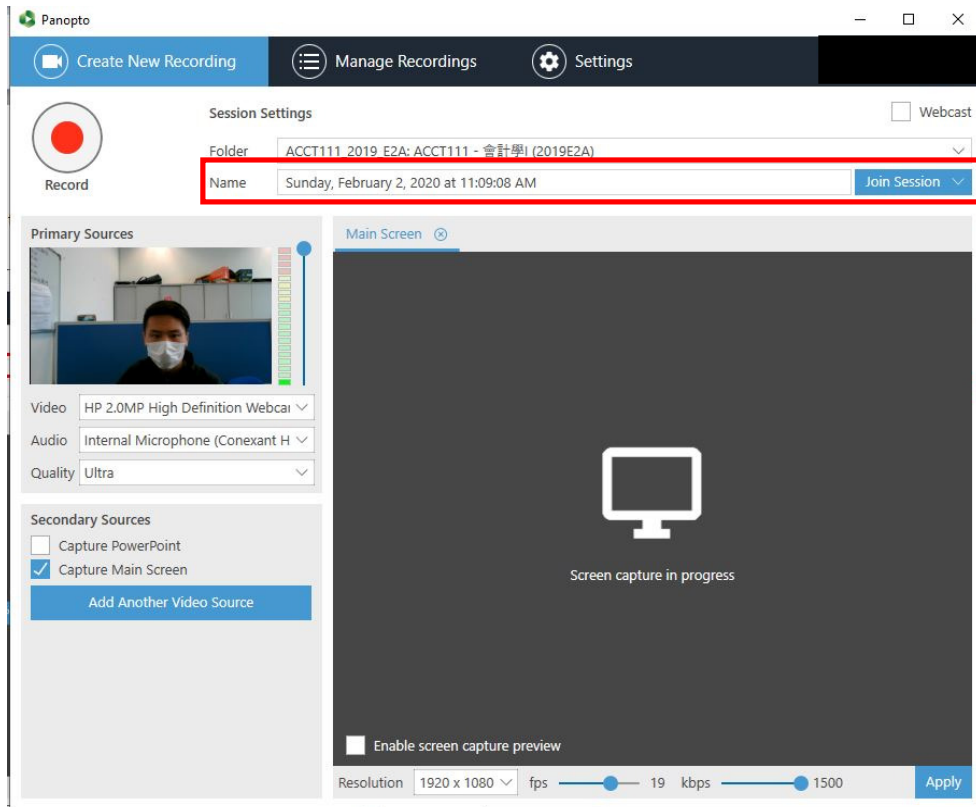 Panopto
Create New Recording
Manage Recordings
Settings
Session Settings
Webcast
Folder
ACCT111_2019_E2A: ACCT111 - 會計學I (2019E2A)
Record
Name
Sunday, February 2, 2020 at 11:09:08 AM
Join Session
Primary Sources
Main Screen
Video
HP 2.0MP High Definition Webcar
Audio
Internal Microphone (Conexant H
Quality
Ultra
Secondary Sources
Capture PowerPoint
Capture Main Screen
Add Another Video Source
Screen capture in progress
Enable screen capture preview
Resolution
1920 x 1080
fps
19
kbps
1500
Apply